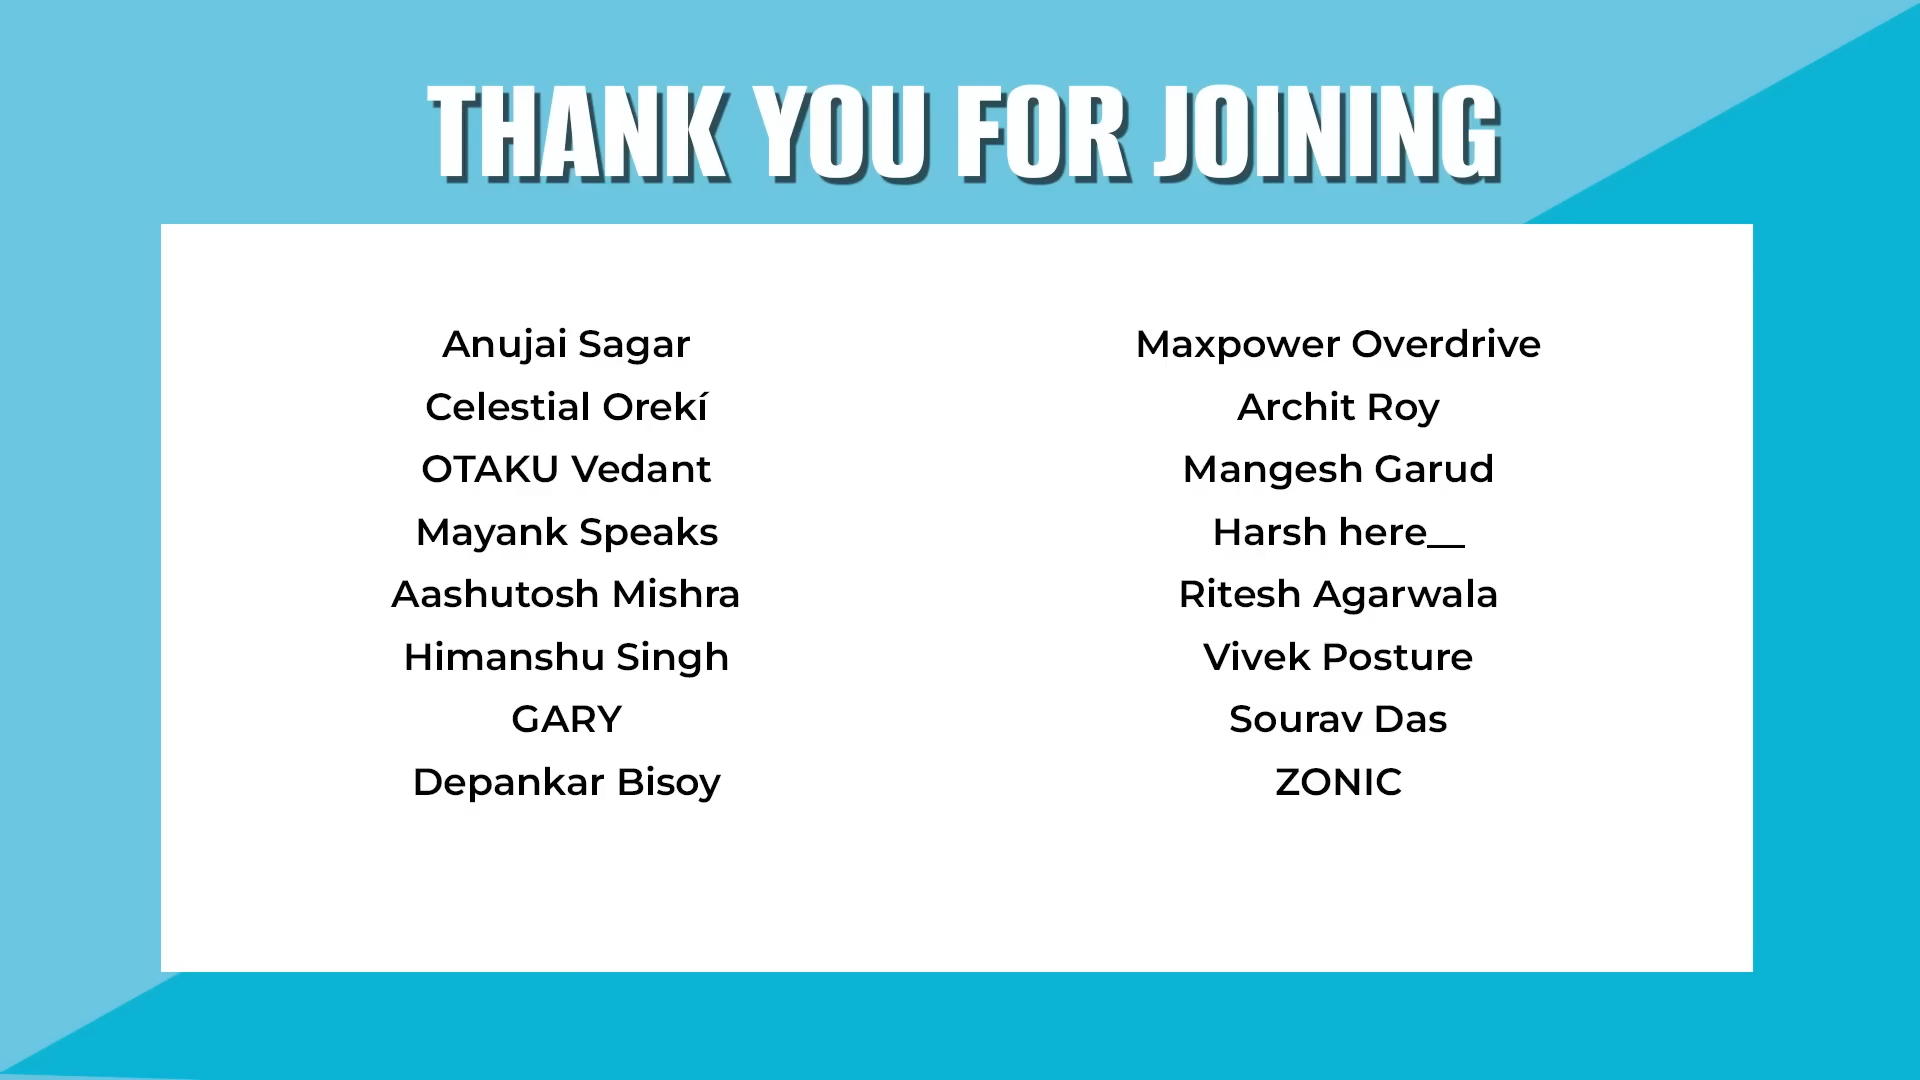 THANK YOU FOR JOINING
Anujai Sagar
Celestial Orekí
OTAKU Vedant
Mayank Speaks
Aashutosh Mishra
Himanshu Singh
GARY
Depankar Bisoy
Maxpower Overdrive
Archit Roy
Mangesh Garud
Harsh here__
Ritesh Agarwala
Vivek Posture
Sourav Das
ZONIC